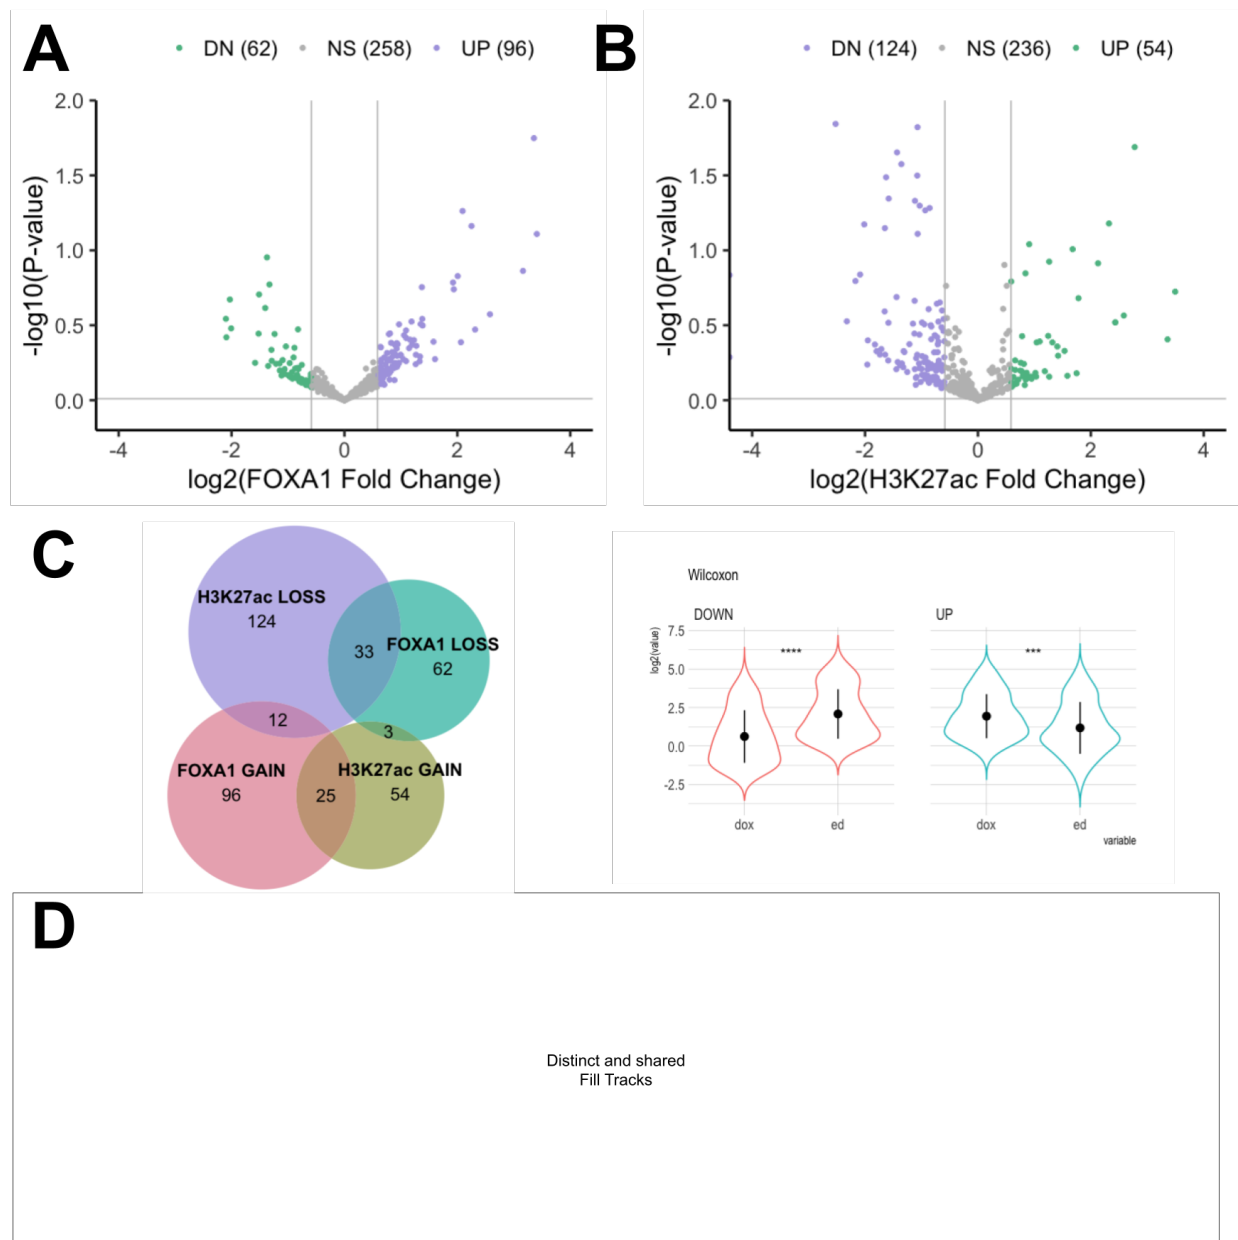 A
DN (62) NS (258) UP (96)
2.0
1.5
1.0
0.5
0.0
-log10(P-value)
-4 -2 0 2 4
log2(FOXA1 Fold Change)
B
DN (124) NS (236) UP (54)
2.0
1.5
1.0
0.5
0.0
-log10(P-value)
-4 -2 0 2 4
log2(H3K27ac Fold Change)
C
H3K27ac LOSS
124
33
FOXA1 LOSS
62
12
3
FOXA1 GAIN
96
25
H3K27ac GAIN
54
Wilcoxon
DOWN UP
7.5
5.0
2.5
0.0
-2.5
log2(value)
**** ***
dox ed dox ed
variable
D
Distinct and shared
Fill Tracks